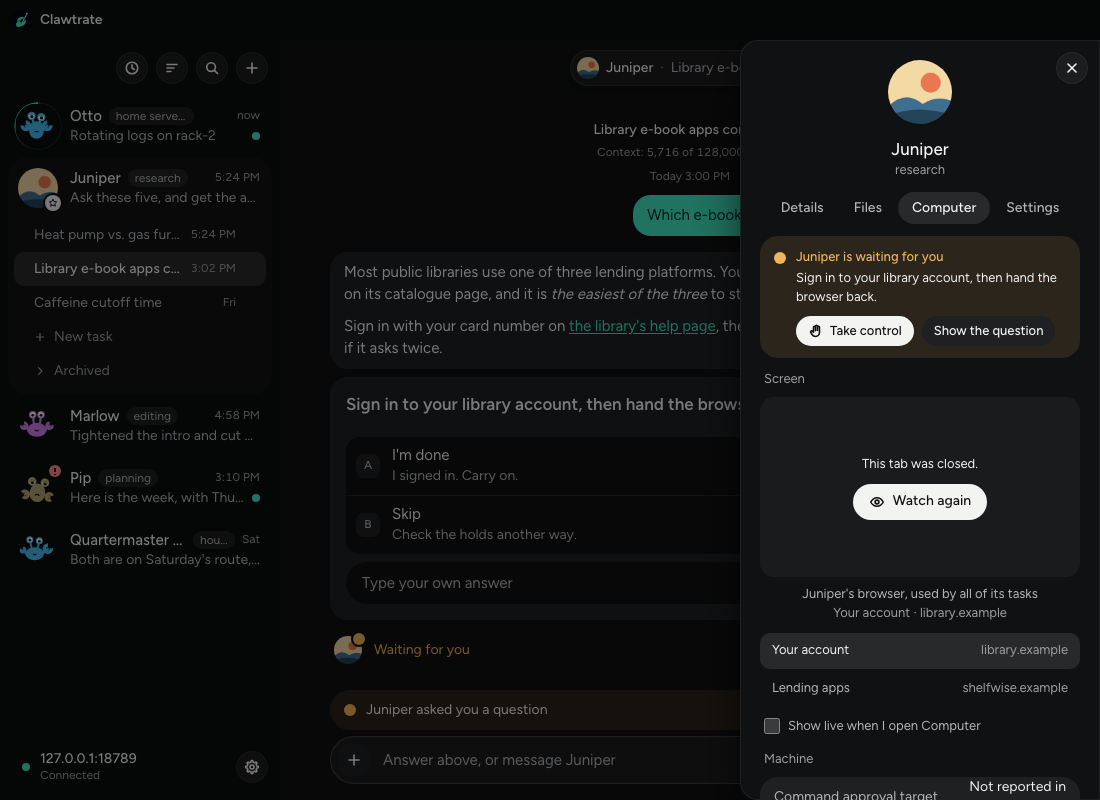 Clawtrate
Otto
home serve...
now
Rotating logs on rack-2
Juniper
research
5:24 PM
Ask these five, and get the a...
Heat pump vs. gas fur...
5:24 PM
Library e-book apps c...
3:02 PM
Caffeine cutoff time
Fri
New task
Archived
Marlow
editing
4:58 PM
Tightened the intro and cut ...
Pip
planning
3:10 PM
Here is the week, with Thu...
Quartermaster ...
hou...
Sat
Both are on Saturday's route,...
127.0.0.1:18789
Connected
Juniper · Library e-b
Library e-book apps
Context: 5,716 of 128,000
Today 3:00 PM
Which e-book
Most public libraries use one of three lending platforms. You
on its catalogue page, and it is the easiest of the three to
Sign in with your card number on the library's help page,
if it asks twice.
Sign in to your library account, then hand the
A
I'm done
I signed in. Carry on.
B
Skip
Check the holds another way.
Type your own answer
Waiting for you
Juniper asked you a question
Answer above, or message Juniper
Juniper
research
Details
Files
Computer
Settings
Juniper is waiting for you
Sign in to your library account, then hand the
browser back.
Take control
Show the question
Screen
This tab was closed.
Watch again
Juniper's browser, used by all of its tasks
Your account · library.example
Your account
library.example
Lending apps
shelfwise.example
Show live when I open Computer
Machine
Command approval target
Not reported in